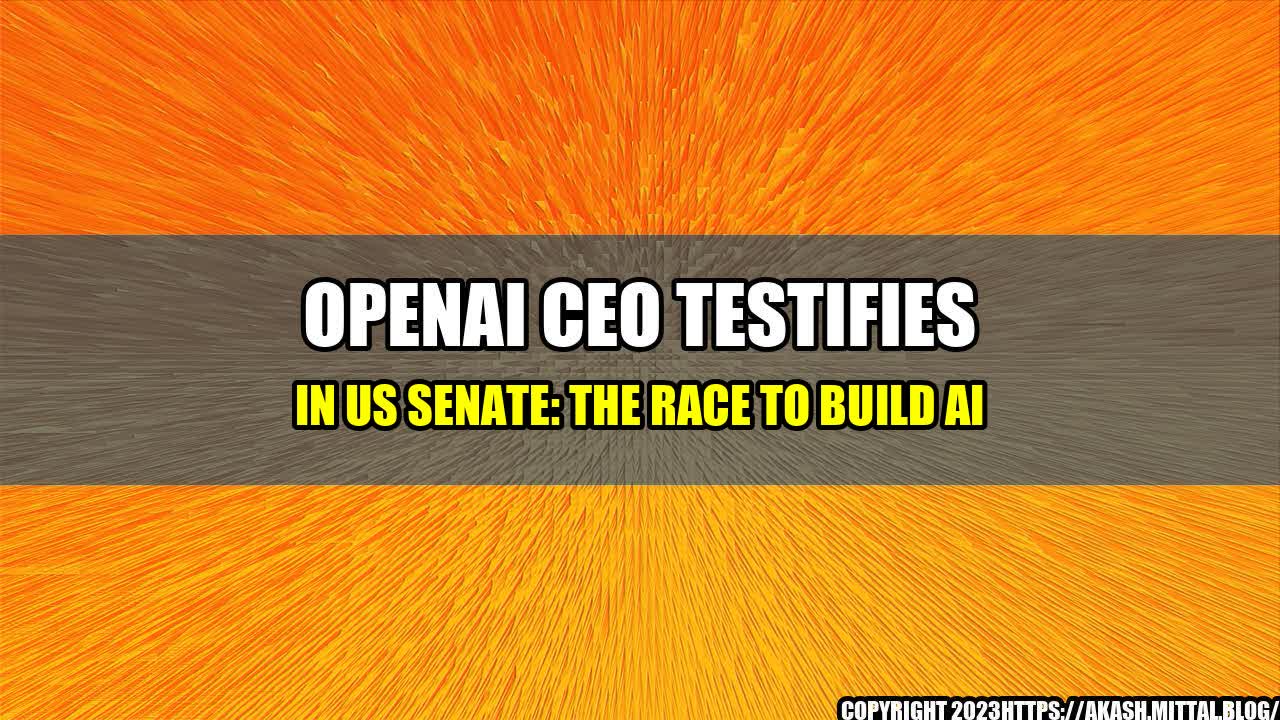 OPENAI CEO TESTIFIES
IN US SENATE: THE RACE TO BUILD AI
COPYRIGHT 2023HTTPS://AKASH.MITTAL.BLOG/